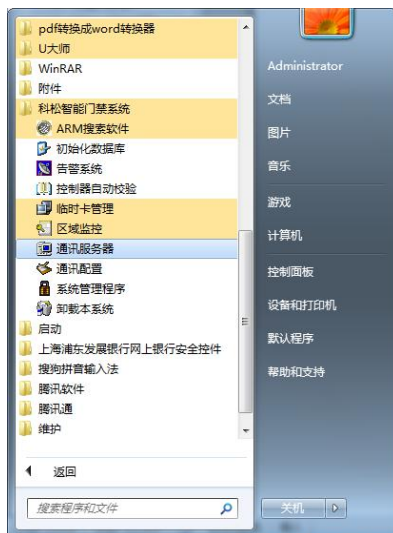 pdf转换成word转换器
U大师
WinRAR
附件
科松智能门禁系统
ARM搜索软件
初始化数据库
告警系统
控制器自动校验
临时卡管理
区域监控
通讯服务器
通讯配置
系统管理程序
卸载本系统
启动
上海浦东发展银行网上银行安全控件
搜狗拼音输入法
腾讯软件
腾讯通
维护
返回
搜索程序和文件
Administrator
文档
图片
音乐
游戏
计算机
控制面板
设备和打印机
默认程序
帮助和支持
关机